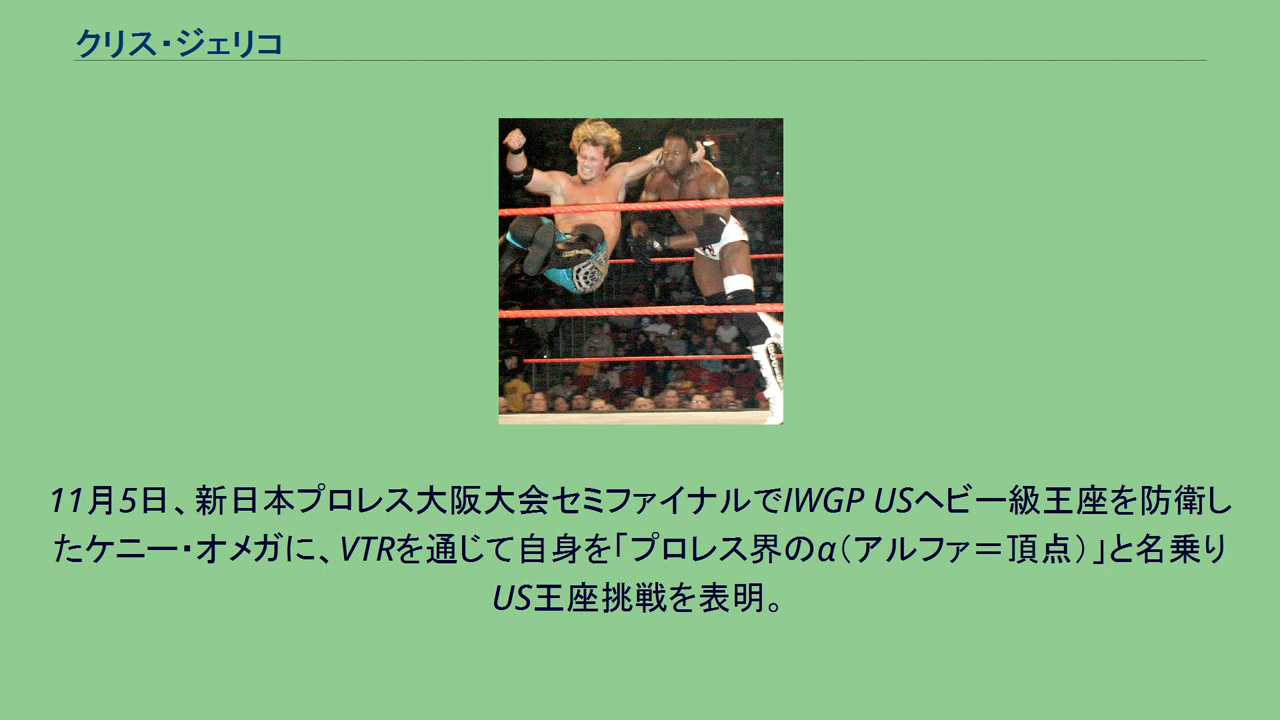 クリス・ジェリコ
11月5日、新日本プロレス大阪大会セミファイナルでIWGP USヘビー級王座を防衛し
たケニー・オメガに、VTRを通じて自身を「プロレス界のα（アルファ＝頂点）」と名乗り
US王座挑戦を表明。